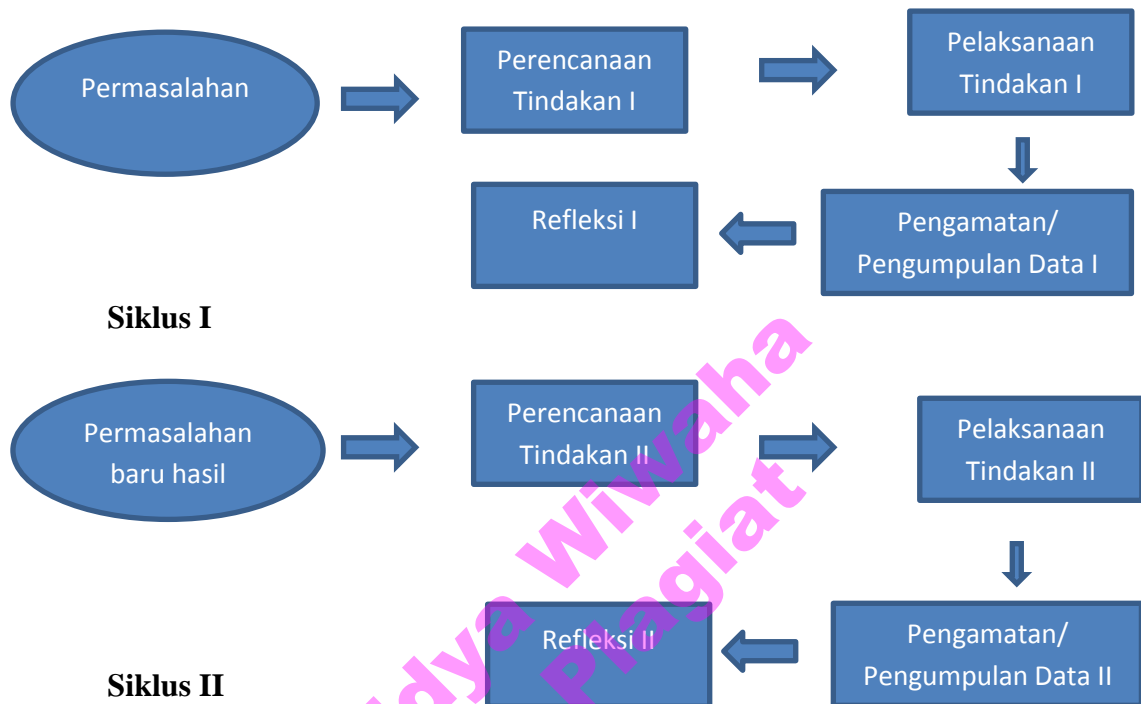 Permasalahan
Perencanaan
Tindakan I
Pelaksanaan
Tindakan I
Pengamatan/
Pengumpulan Data I
Refleksi I
Siklus I
Permasalahan
baru hasil
Perencanaan
Tindakan II
Pelaksanaan
Tindakan II
Pengamatan/
Pengumpulan Data II
Refleksi II
Siklus II
Wiwaha
Plagiat